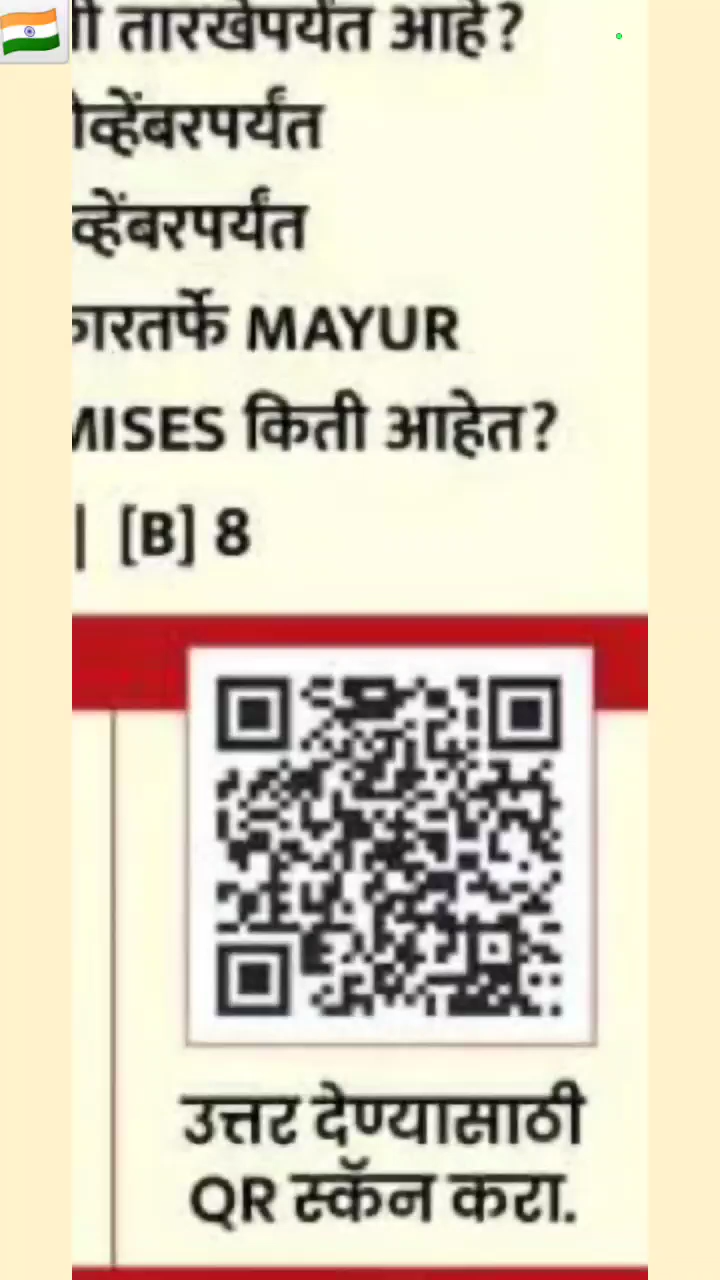 तारखेपर्यंत आहे?
व्हेंबरपर्यंत
व्हेंबरपर्यंत
ारतर्फे MAYUR
MISES किती आहेत?
| [B] 8
उत्तर देण्यासाठी
QR स्कॅन करा.